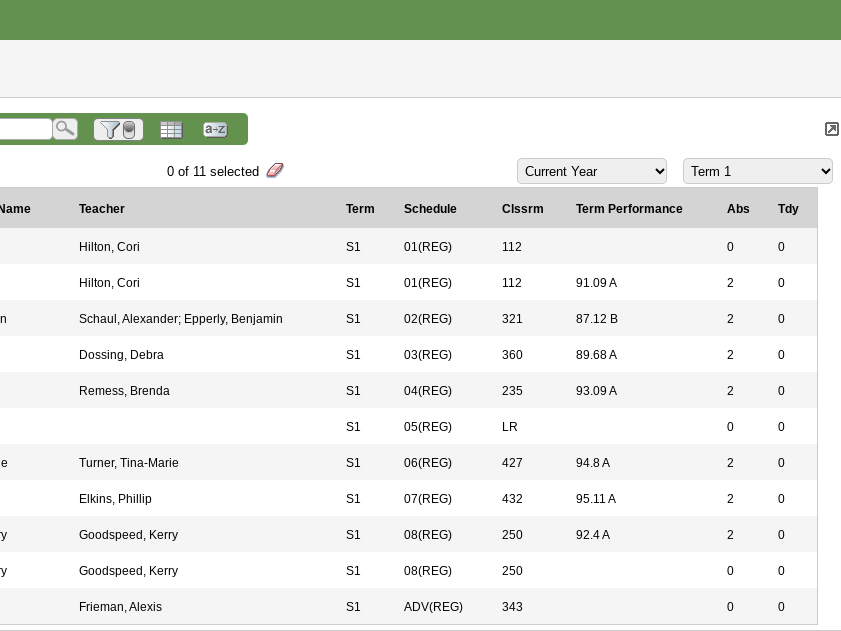 a-z
0 of 11 selected Current Year Term 1
Name Teacher Term Schedule Clssrm Term Performance Abs Tdy
Hilton, Cori S1 01(REG) 112 0 0
Hilton, Cori S1 01(REG) 112 91.09 A 2 0
n Schaul, Alexander; Epperly, Benjamin S1 02(REG) 321 87.12 B 2 0
Dossing, Debra S1 03(REG) 360 89.68 A 2 0
Remess, Brenda S1 04(REG) 235 93.09 A 2 0
S1 05(REG) LR 0 0
e Turner, Tina-Marie S1 06(REG) 427 94.8 A 2 0
Elkins, Phillip S1 07(REG) 432 95.11 A 2 0
y Goodspeed, Kerry S1 08(REG) 250 92.4 A 2 0
y Goodspeed, Kerry S1 08(REG) 250 0 0
Frieman, Alexis S1 ADV(REG) 343 0 0